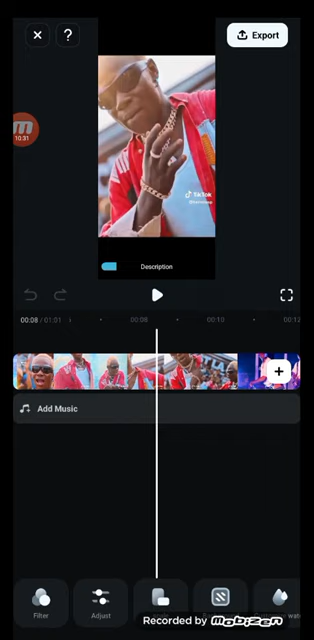 Export
10:31
TikTok
Description
00:08 / 01:01
00:08
00:10
00:12
Add Music
Filter
Adjust
Recorded by mobizen